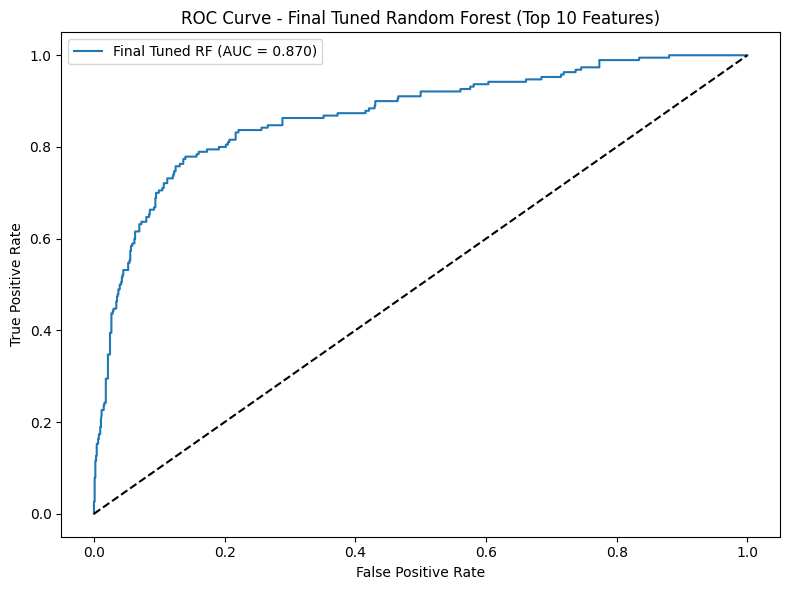 ROC Curve - Final Tuned Random Forest (Top 10 Features)
Final Tuned RF (AUC = 0.870)
True Positive Rate
1.0
0.8
0.6
0.4
0.2
0.0
0.0 0.2 0.4 0.6 0.8 1.0
False Positive Rate